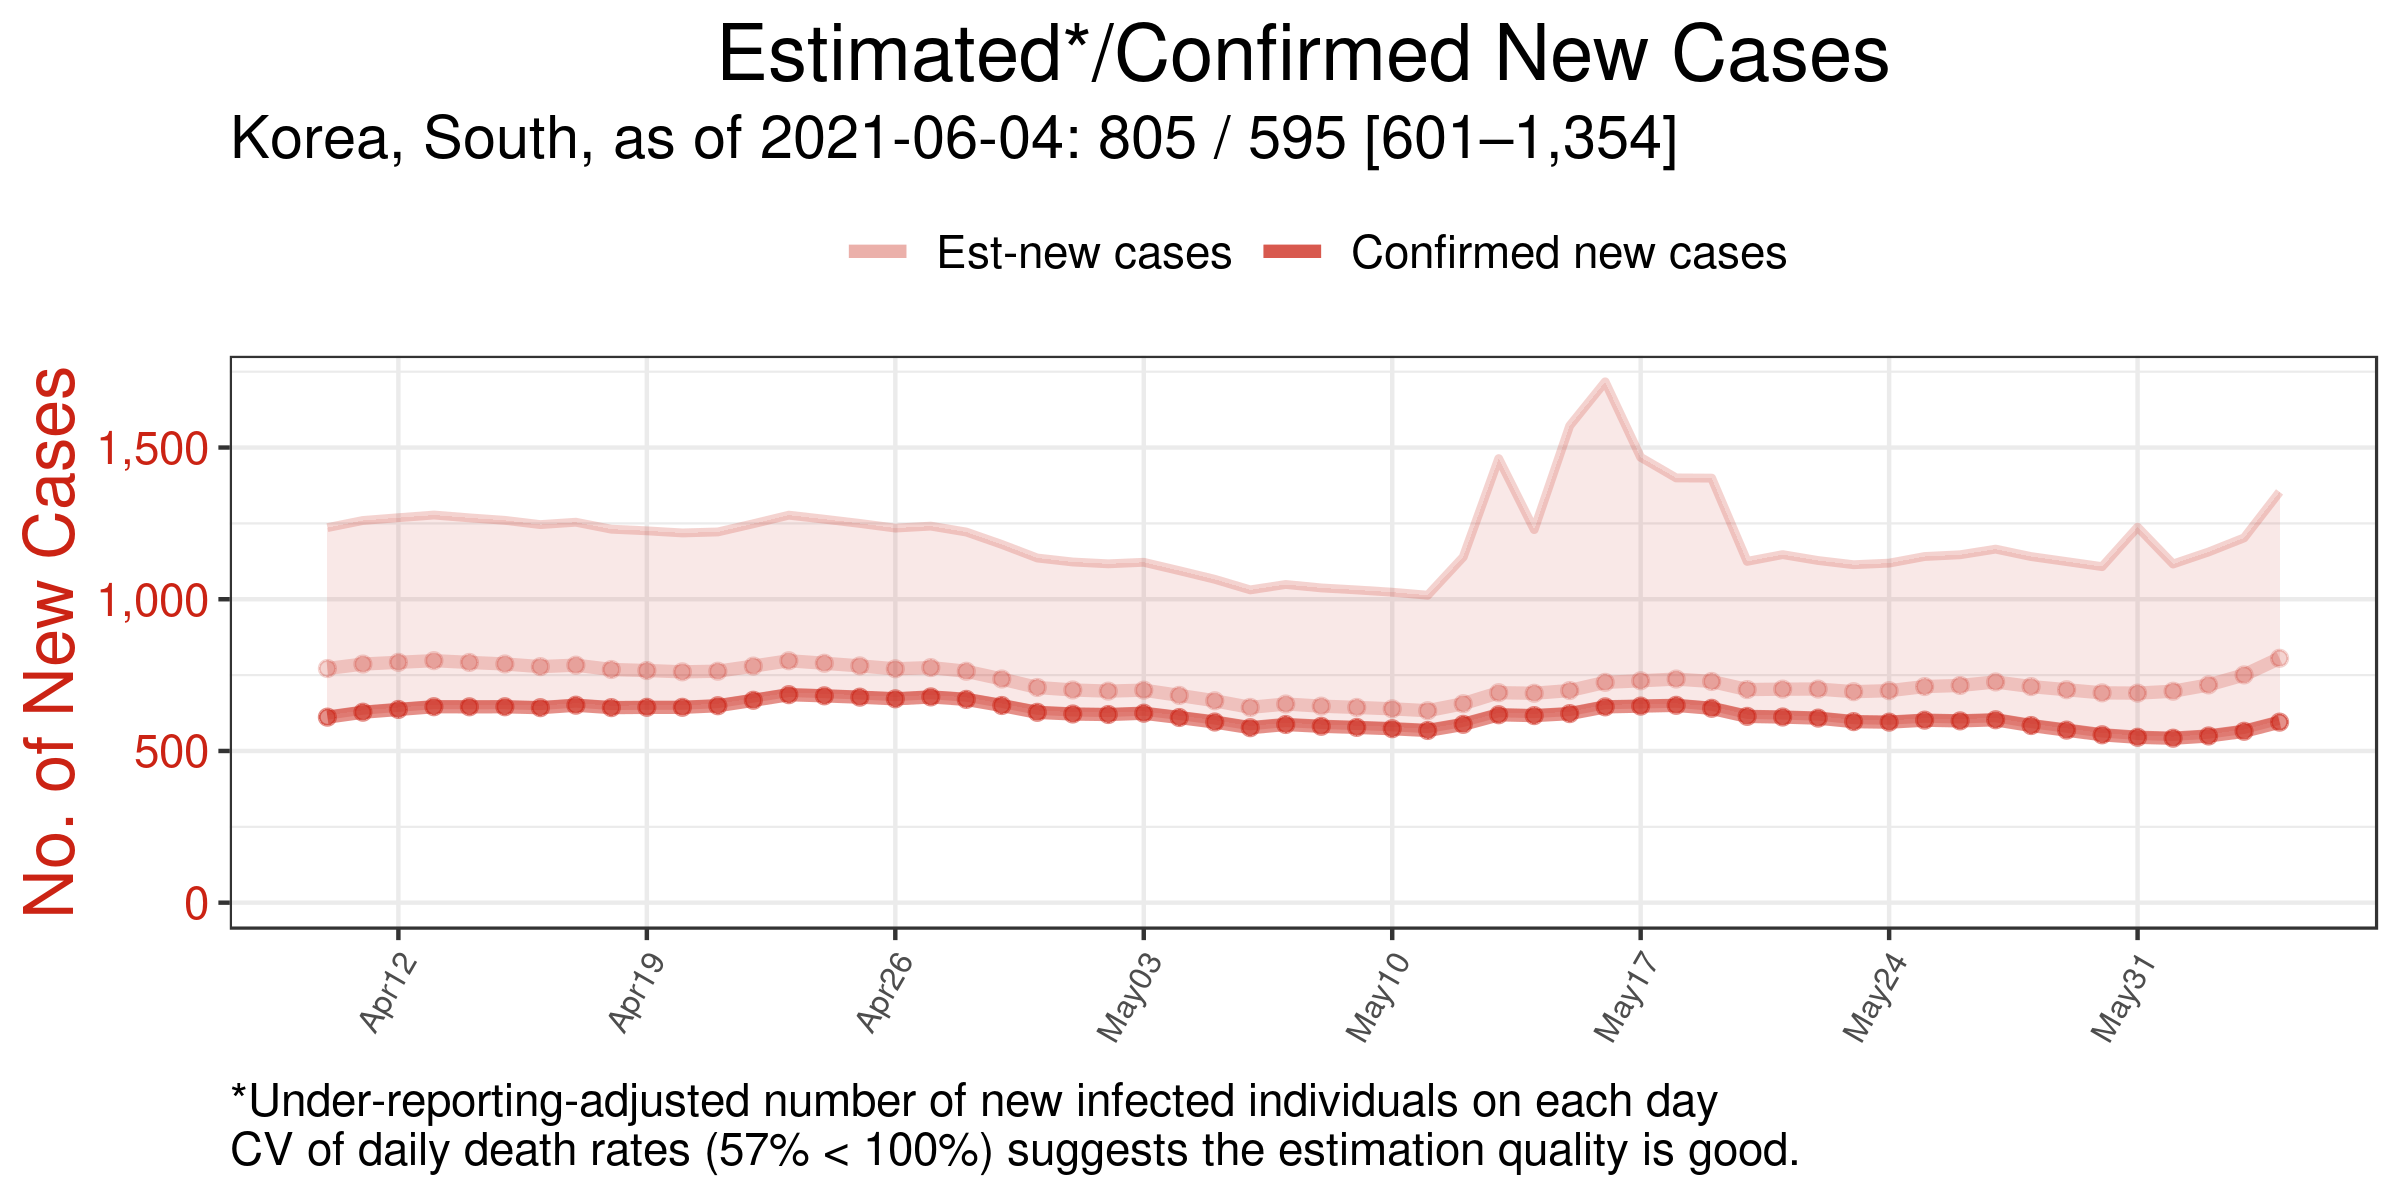 Estimated*/Confirmed New Cases
Korea, South, as of 2021-06-04: 805 / 595 [601–1,354]
Est-new cases Confirmed new cases
No. of New Cases
1,500
1,000
500
0
Apr12 Apr19 Apr26 May03 May10 May17 May24 May31
*Under-reporting-adjusted number of new infected individuals on each day
CV of daily death rates (57% < 100%) suggests the estimation quality is good.